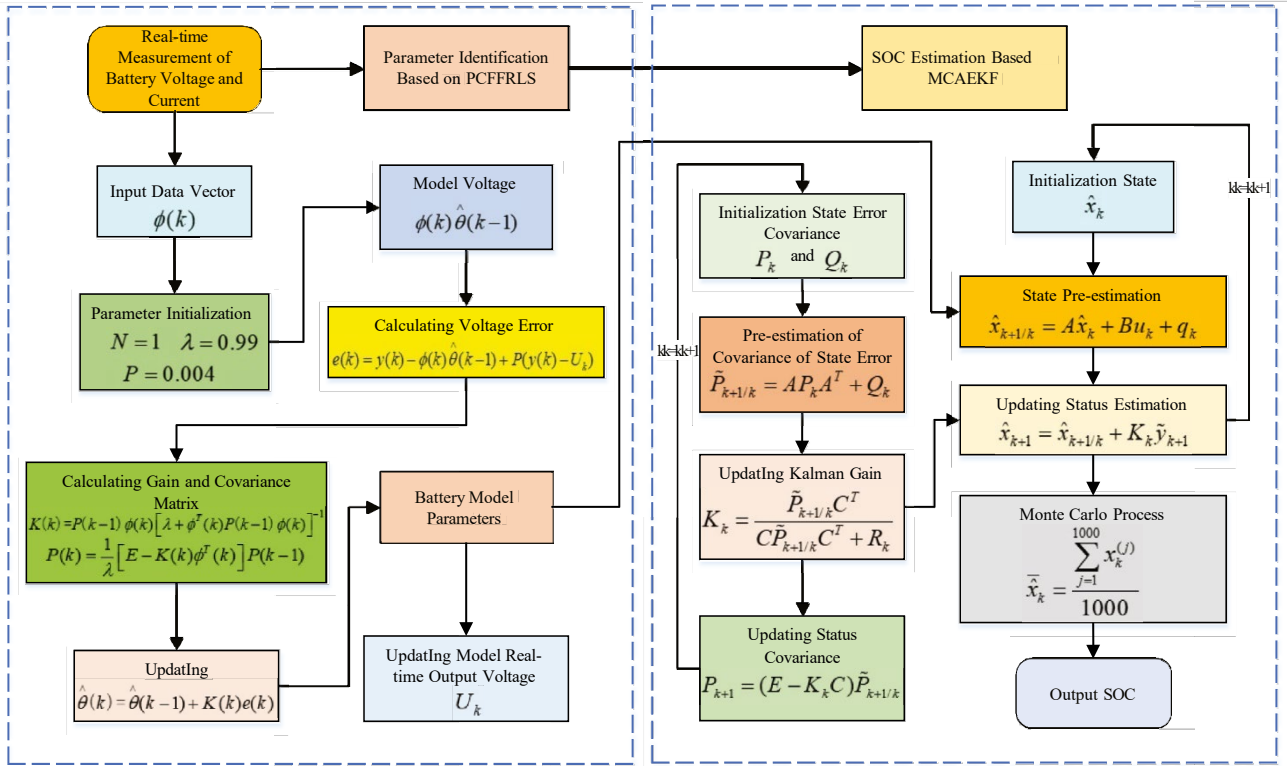 Real-time
Measurement of
Battery Voltage and
Current
Parameter Identification
Based on PCFFRLS
SOC Estimation Based
MCAEKF
Input Data Vector
ϕ(k)
Model Voltage
ϕ(k)θ̂(k−1)
Parameter Initialization
N=1 λ=0.99
P=0.004
Calculating Voltage Error
e(k)=y(k)−ϕ(k)θ̂(k−1)+P(y(k)−U_k)
Calculating Gain and Covariance
Matrix
K(k)=P(k−1)ϕ(k)[λ+ϕ^T(k)P(k−1)ϕ(k)]^{-1}
P(k)=1/λ[E−K(k)ϕ^T(k)]P(k−1)
UpdatIng
θ̂(k)=θ̂(k−1)+K(k)e(k)
Battery Model
Parameters
UpdatIng Model Real-
time Output Voltage
U_k
Initialization State Error
Covariance
P_k and Q_k
Pre-estimation of
Covariance of State Error
P̃_{k+1/k}=AP_kA^T+Q_k
UpdatIng Kalman Gain
K_k=P̃_{k+1/k}C^T/(CP̃_{k+1/k}C^T+R_k)
Updating Status
Covariance
P_{k+1}=(E−K_kC)P̃_{k+1/k}
kk=kk+1
Initialization State
x̂_k
State Pre-estimation
x̂_{k+1/k}=Ax̂_k+Bu_k+q_k
Updating Status Estimation
x̂_{k+1}=x̂_{k+1/k}+K_kỹ_{k+1}
kk=kk+1
Monte Carlo Process
x̂̄_k=∑_{j=1}^{1000}x_k^{(j)}/1000
Output SOC